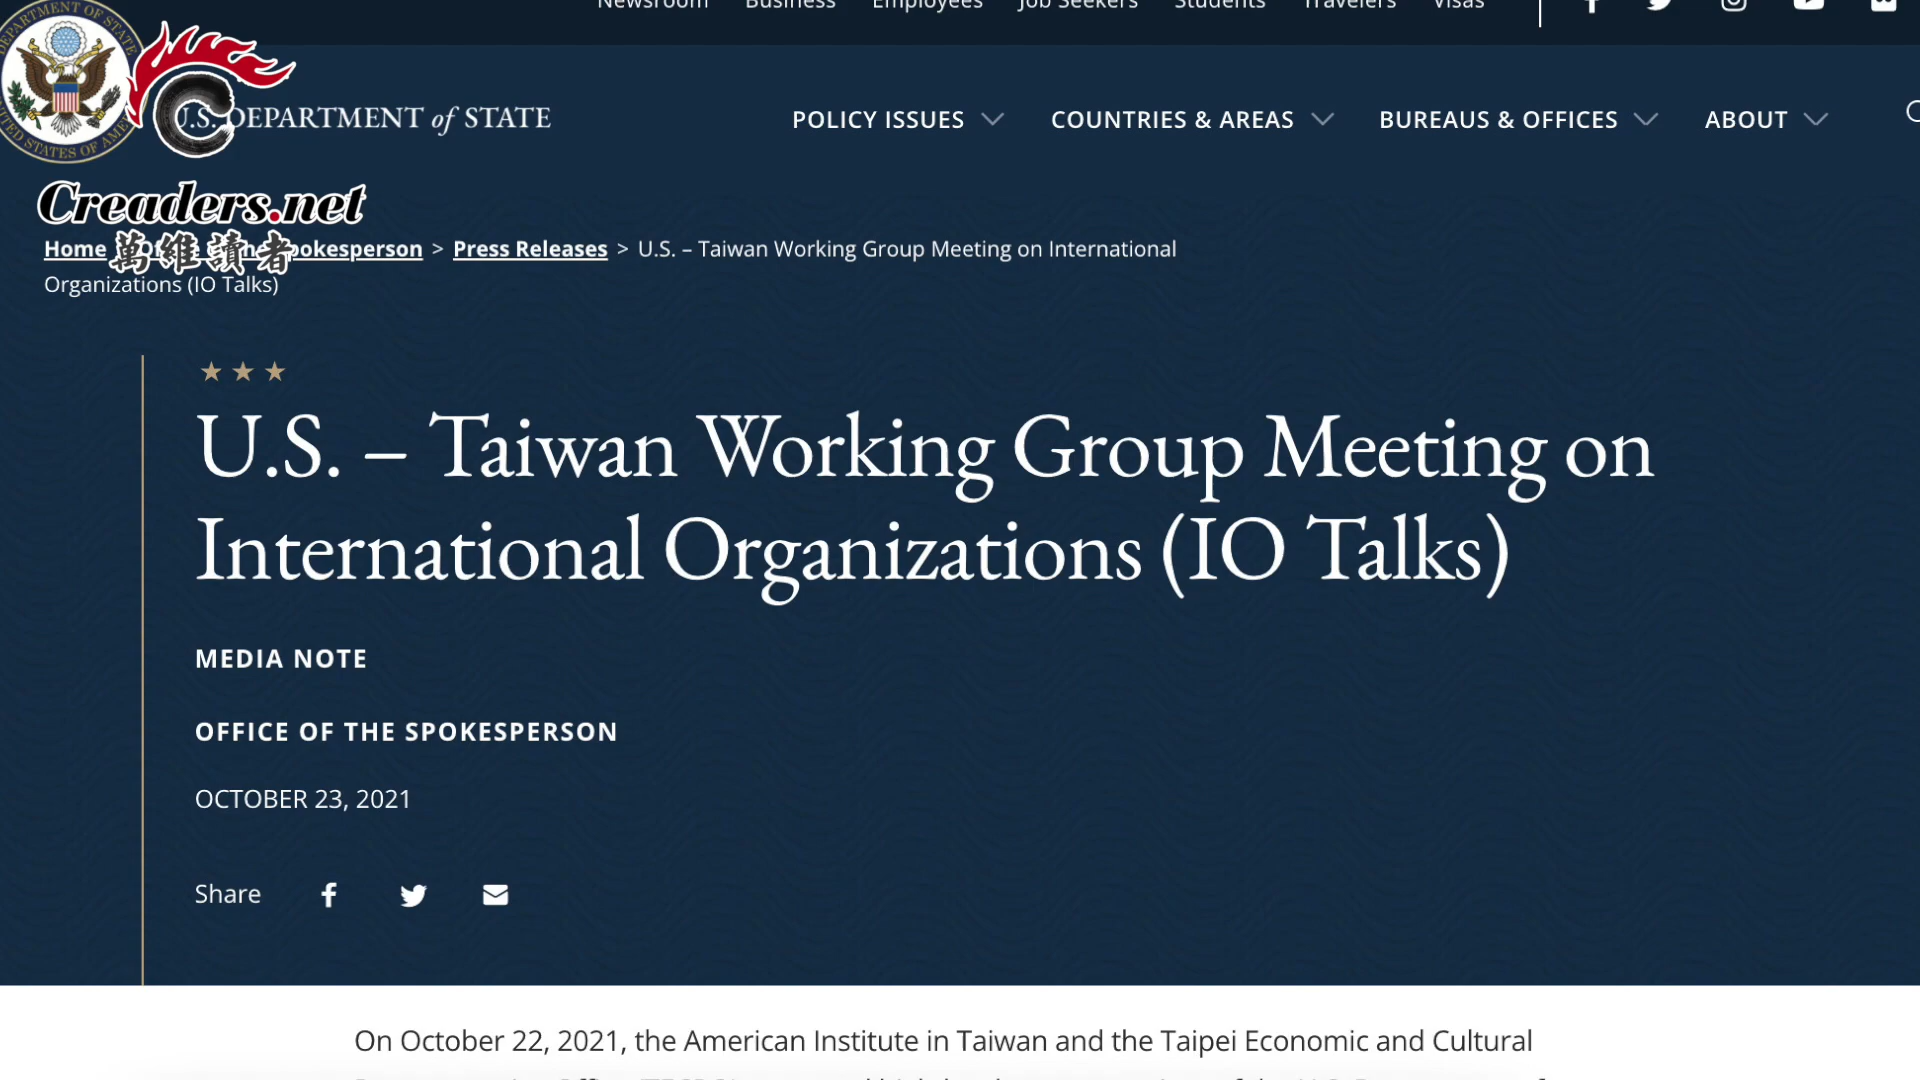 Newsroom Business Employees Job Seekers Students Travelers Visas
U.S. DEPARTMENT of STATE
POLICY ISSUES COUNTRIES & AREAS BUREAUS & OFFICES ABOUT
Creaders.net
萬維讀者
Home Spokesperson > Press Releases > U.S. – Taiwan Working Group Meeting on International
Organizations (IO Talks)
U.S. – Taiwan Working Group Meeting on
International Organizations (IO Talks)
MEDIA NOTE
OFFICE OF THE SPOKESPERSON
OCTOBER 23, 2021
Share
On October 22, 2021, the American Institute in Taiwan and the Taipei Economic and Cultural